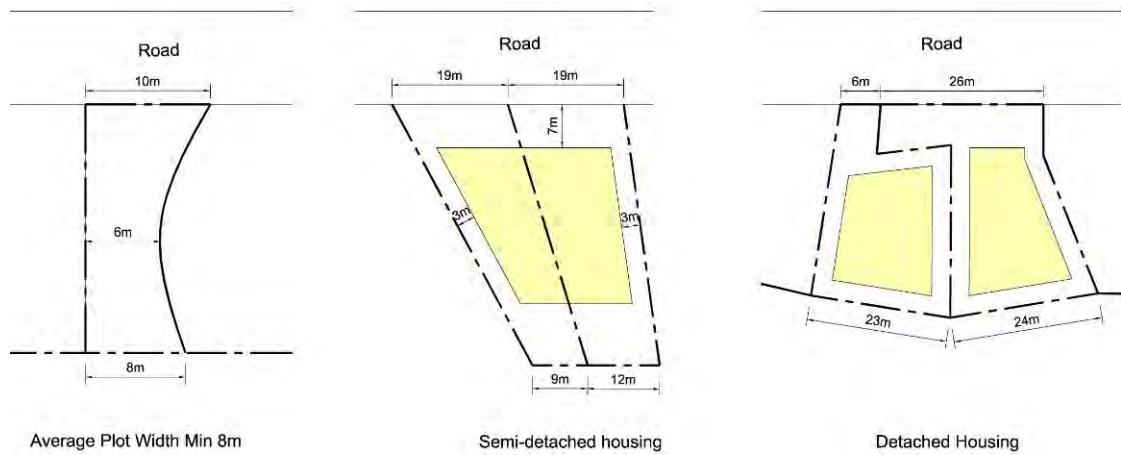 Road
10m
6m
8m
Average Plot Width Min 8m
Road
19m
19m
7m
3m
3m
9m
12m
Semi-detached housing
Road
6m
26m
23m
24m
Detached Housing